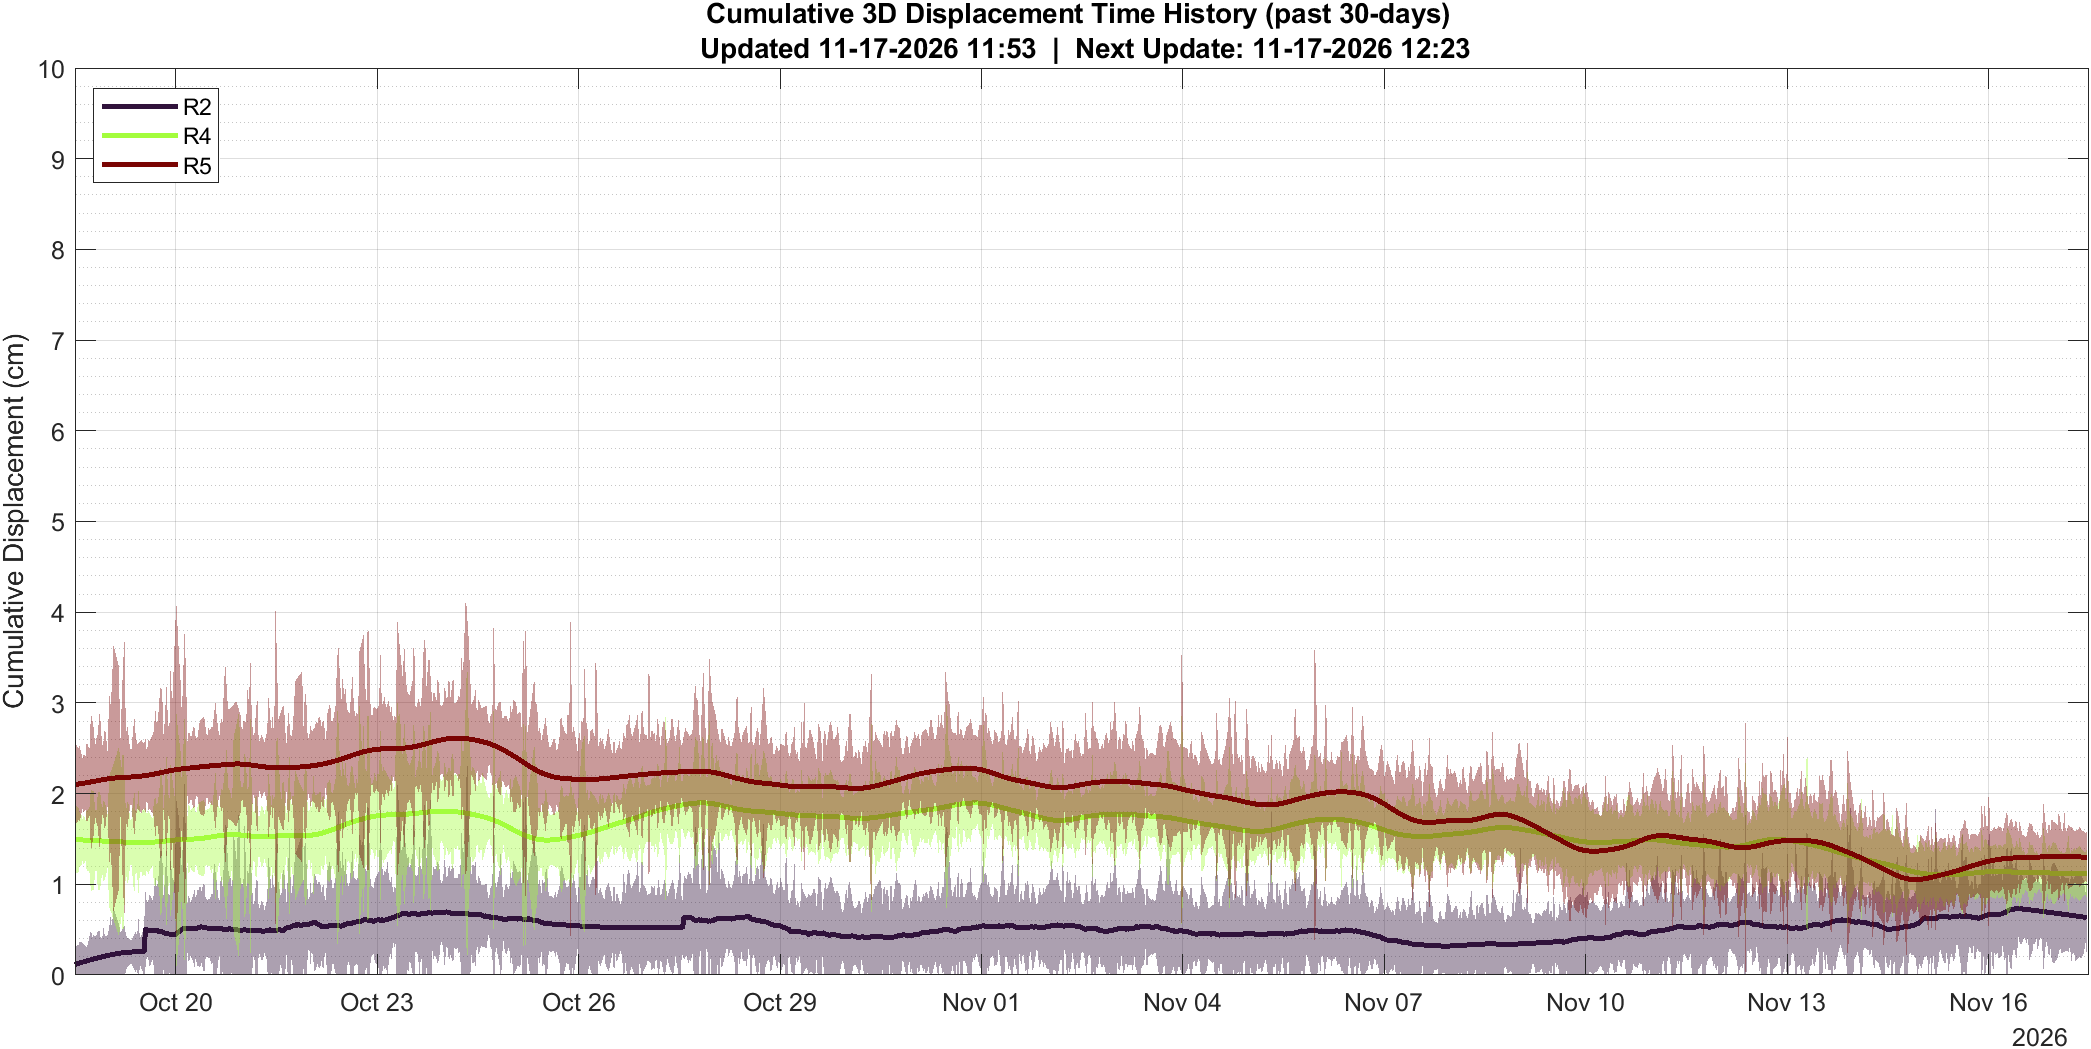 Cumulative 3D Displacement Time History (past 30-days)
Updated 11-17-2026 11:53 | Next Update: 11-17-2026 12:23
Cumulative Displacement (cm)
10
9
8
7
6
5
4
3
2
1
0
R2
R4
R5
Oct 20 Oct 23 Oct 26 Oct 29 Nov 01 Nov 04 Nov 07 Nov 10 Nov 13 Nov 16
2026